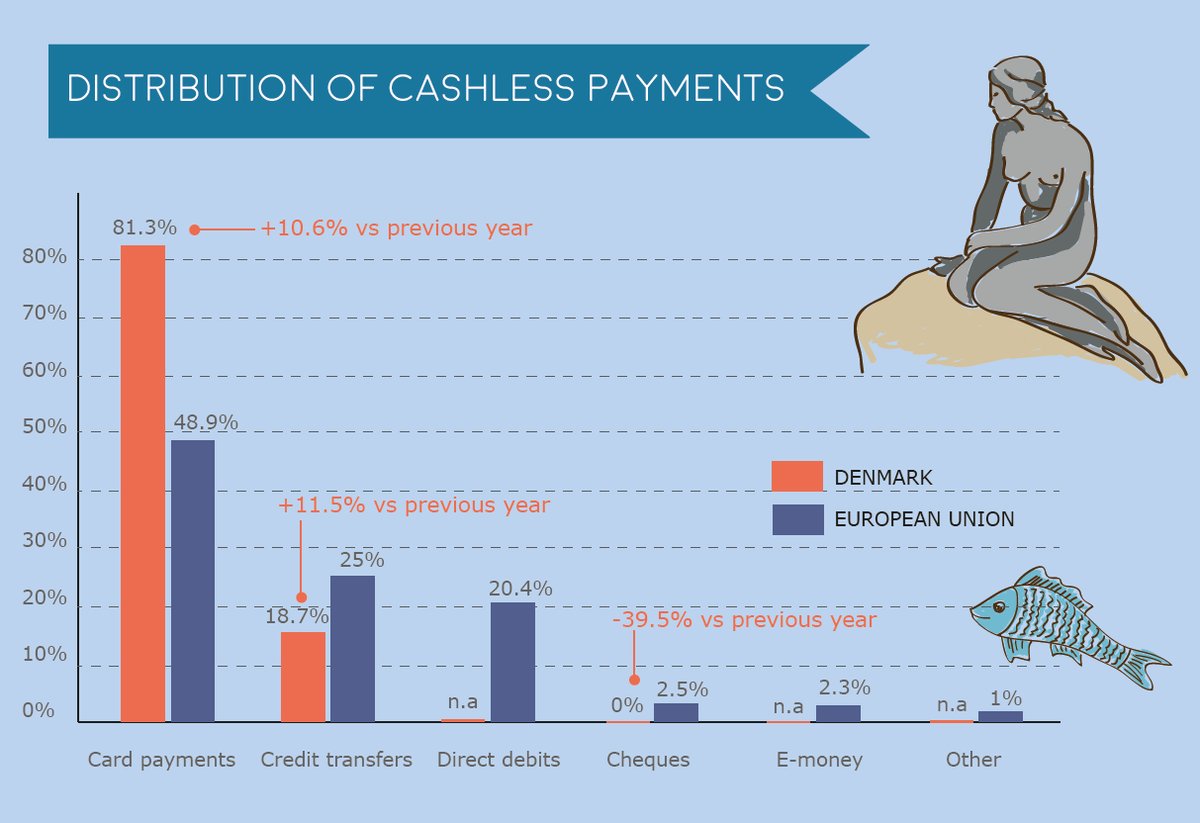 DISTRIBUTION OF CASHLESS PAYMENTS
81.3%
+10.6% vs previous year
80%
70%
60%
50%
40%
30%
20%
10%
0%
48.9%
+11.5% vs previous year
18.7%
25%
n.a
20.4%
-39.5% vs previous year
0%
2.5%
n.a
2.3%
n.a
1%
DENMARK
EUROPEAN UNION
Card payments
Credit transfers
Direct debits
Cheques
E-money
Other